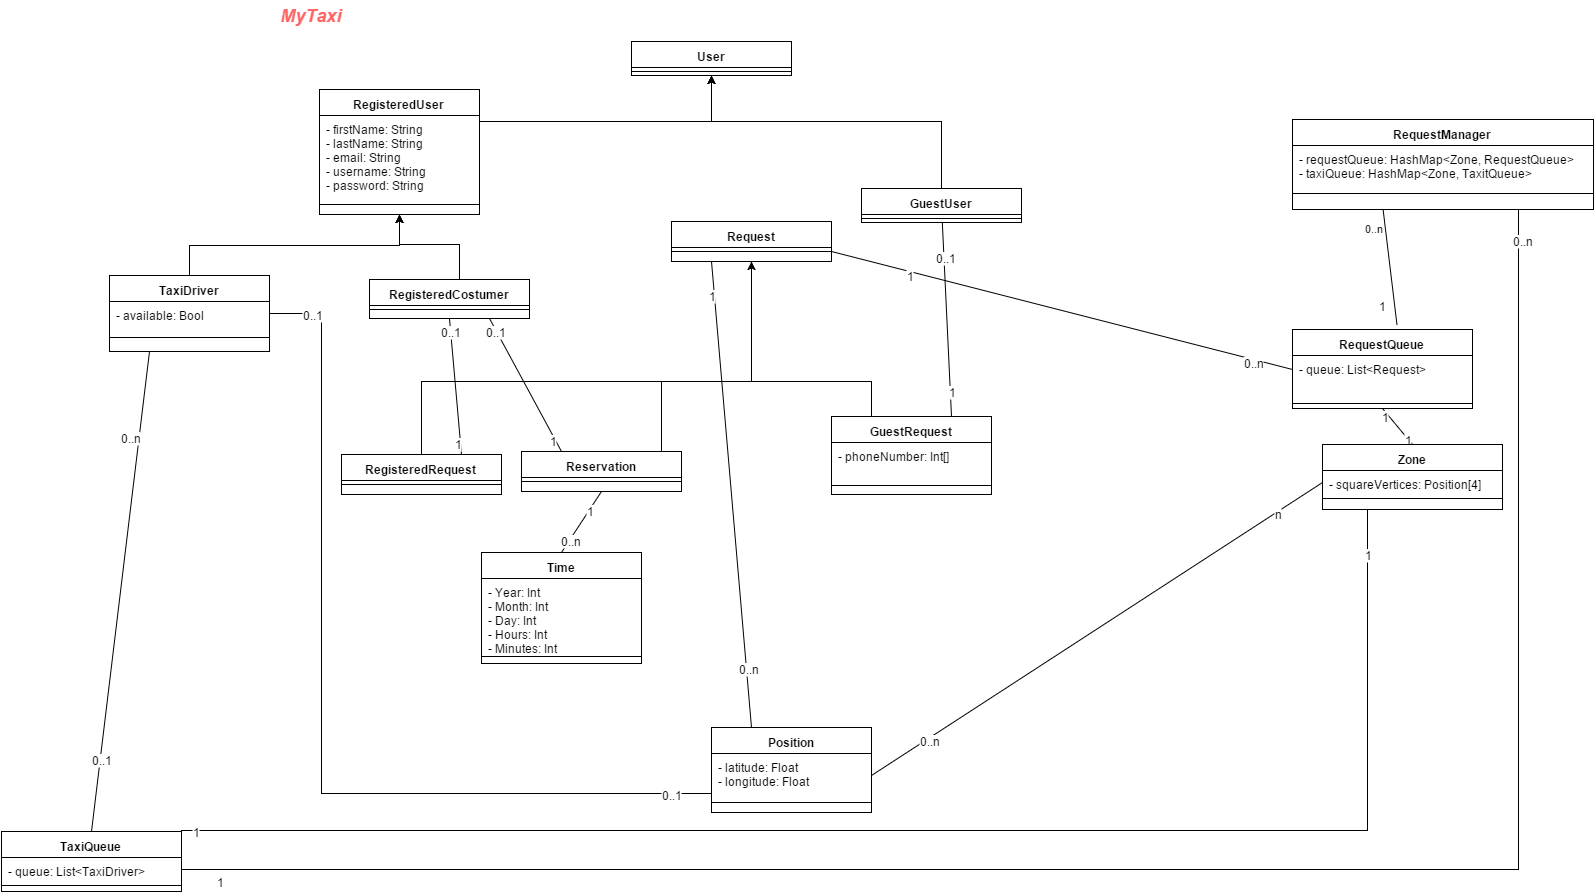 MyTaxi
User
RegisteredUser
- firstName: String
- lastName: String
- email: String
- username: String
- password: String
RequestManager
- requestQueue: HashMap<Zone, RequestQueue>
- taxiQueue: HashMap<Zone, TaxitQueue>
GuestUser
Request
0..n
0..n
0..1
1
TaxiDriver
- available: Bool
RegisteredCostumer
1
0..1
0..1
0..1
1
RequestQueue
- queue: List<Request>
0..n
1
1
GuestRequest
- phoneNumber: Int[]
0..n
1
1
1
RegisteredRequest
Reservation
Zone
- squareVertices: Position[4]
1
n
0..n
1
Time
- Year: Int
- Month: Int
- Day: Int
- Hours: Int
- Minutes: Int
0..n
Position
- latitude: Float
- longitude: Float
0..n
0..1
0..1
1
TaxiQueue
- queue: List<TaxiDriver>
1